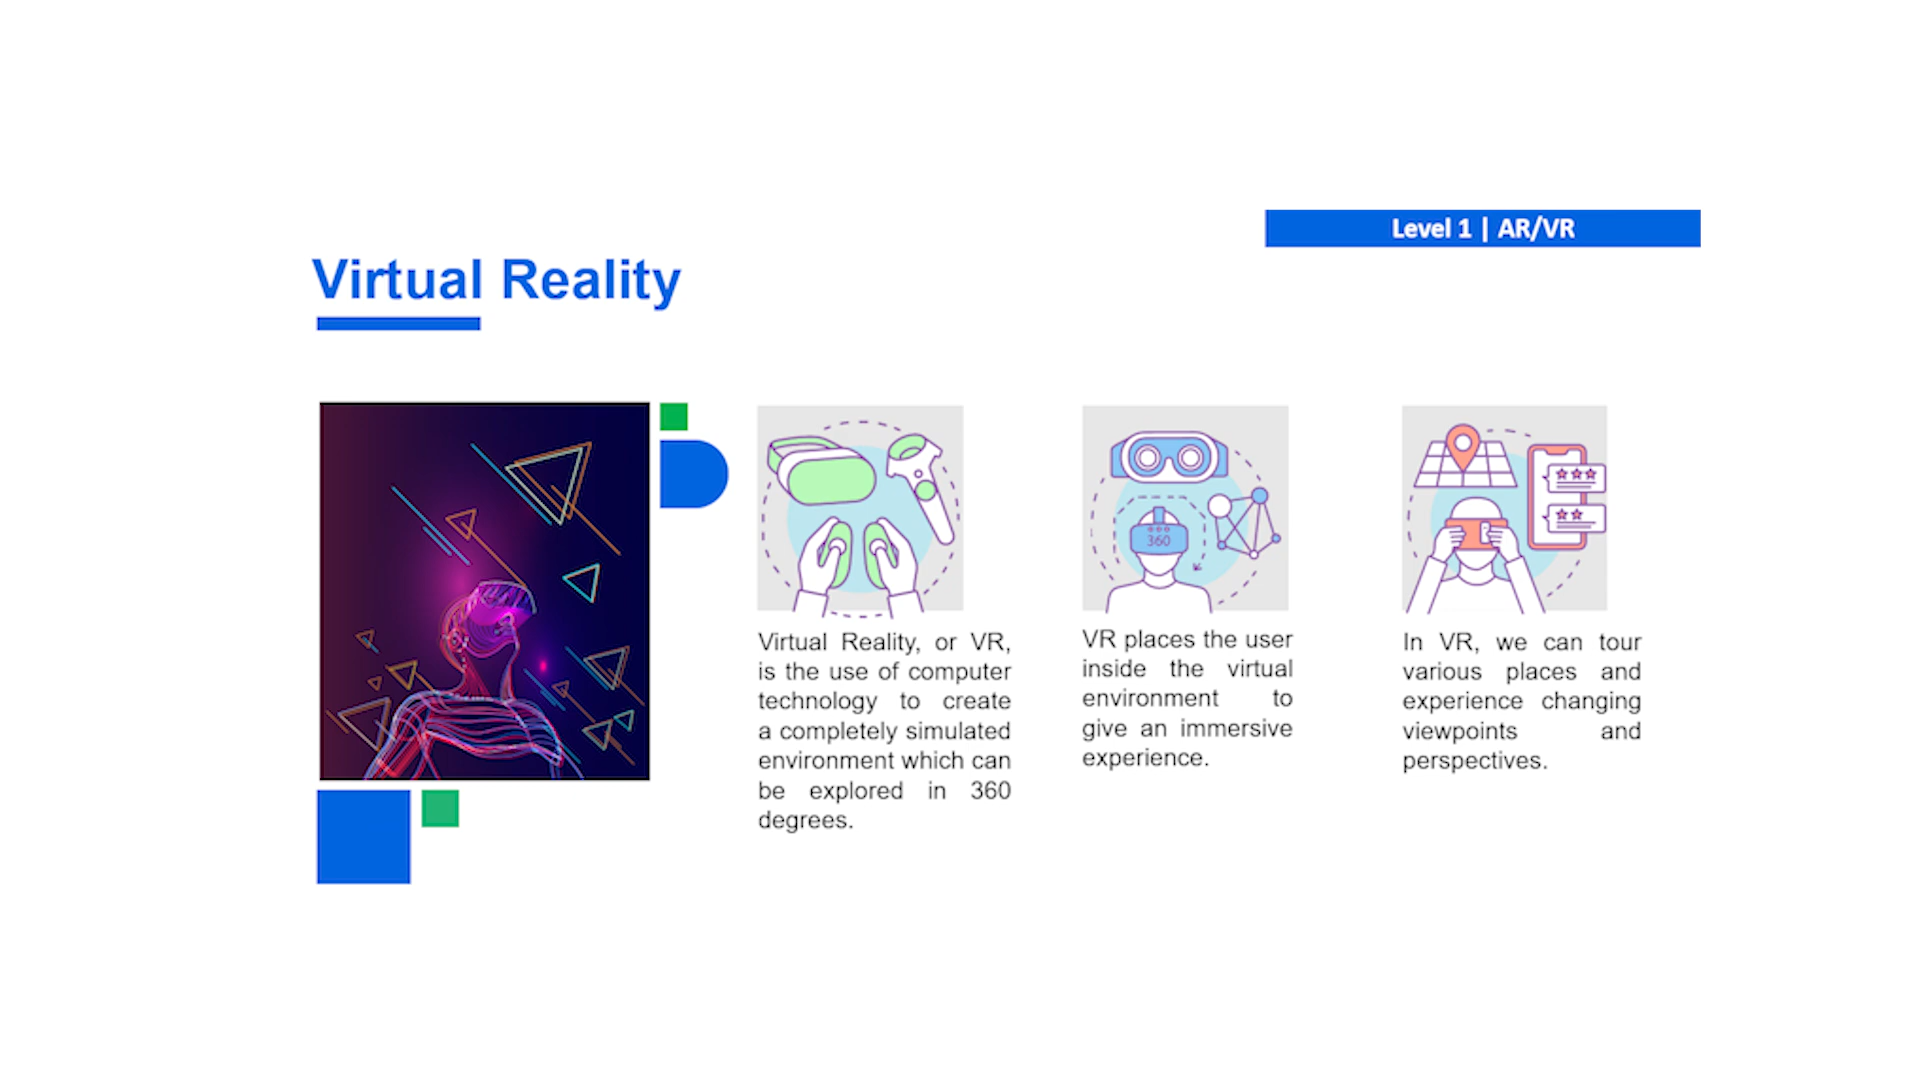 Level 1 | AR/VR
Virtual Reality
360
Virtual Reality, or VR,
is the use of computer
technology to create
a completely simulated
environment which can
be explored in 360
degrees.
VR places the user
inside the virtual
environment to
give an immersive
experience.
In VR, we can tour
various places and
experience changing
viewpoints and
perspectives.